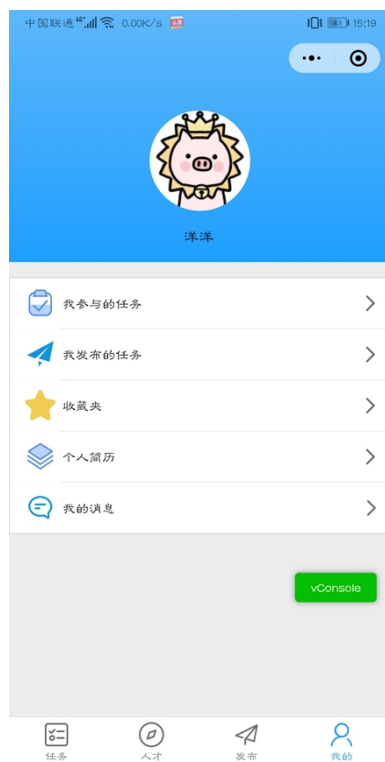 中国联通 4G 0.00K/s 15:19
洋洋
我参与的任务
我发布的任务
收藏夹
个人简历
我的消息
vConsole
任务 人才 发布 我的